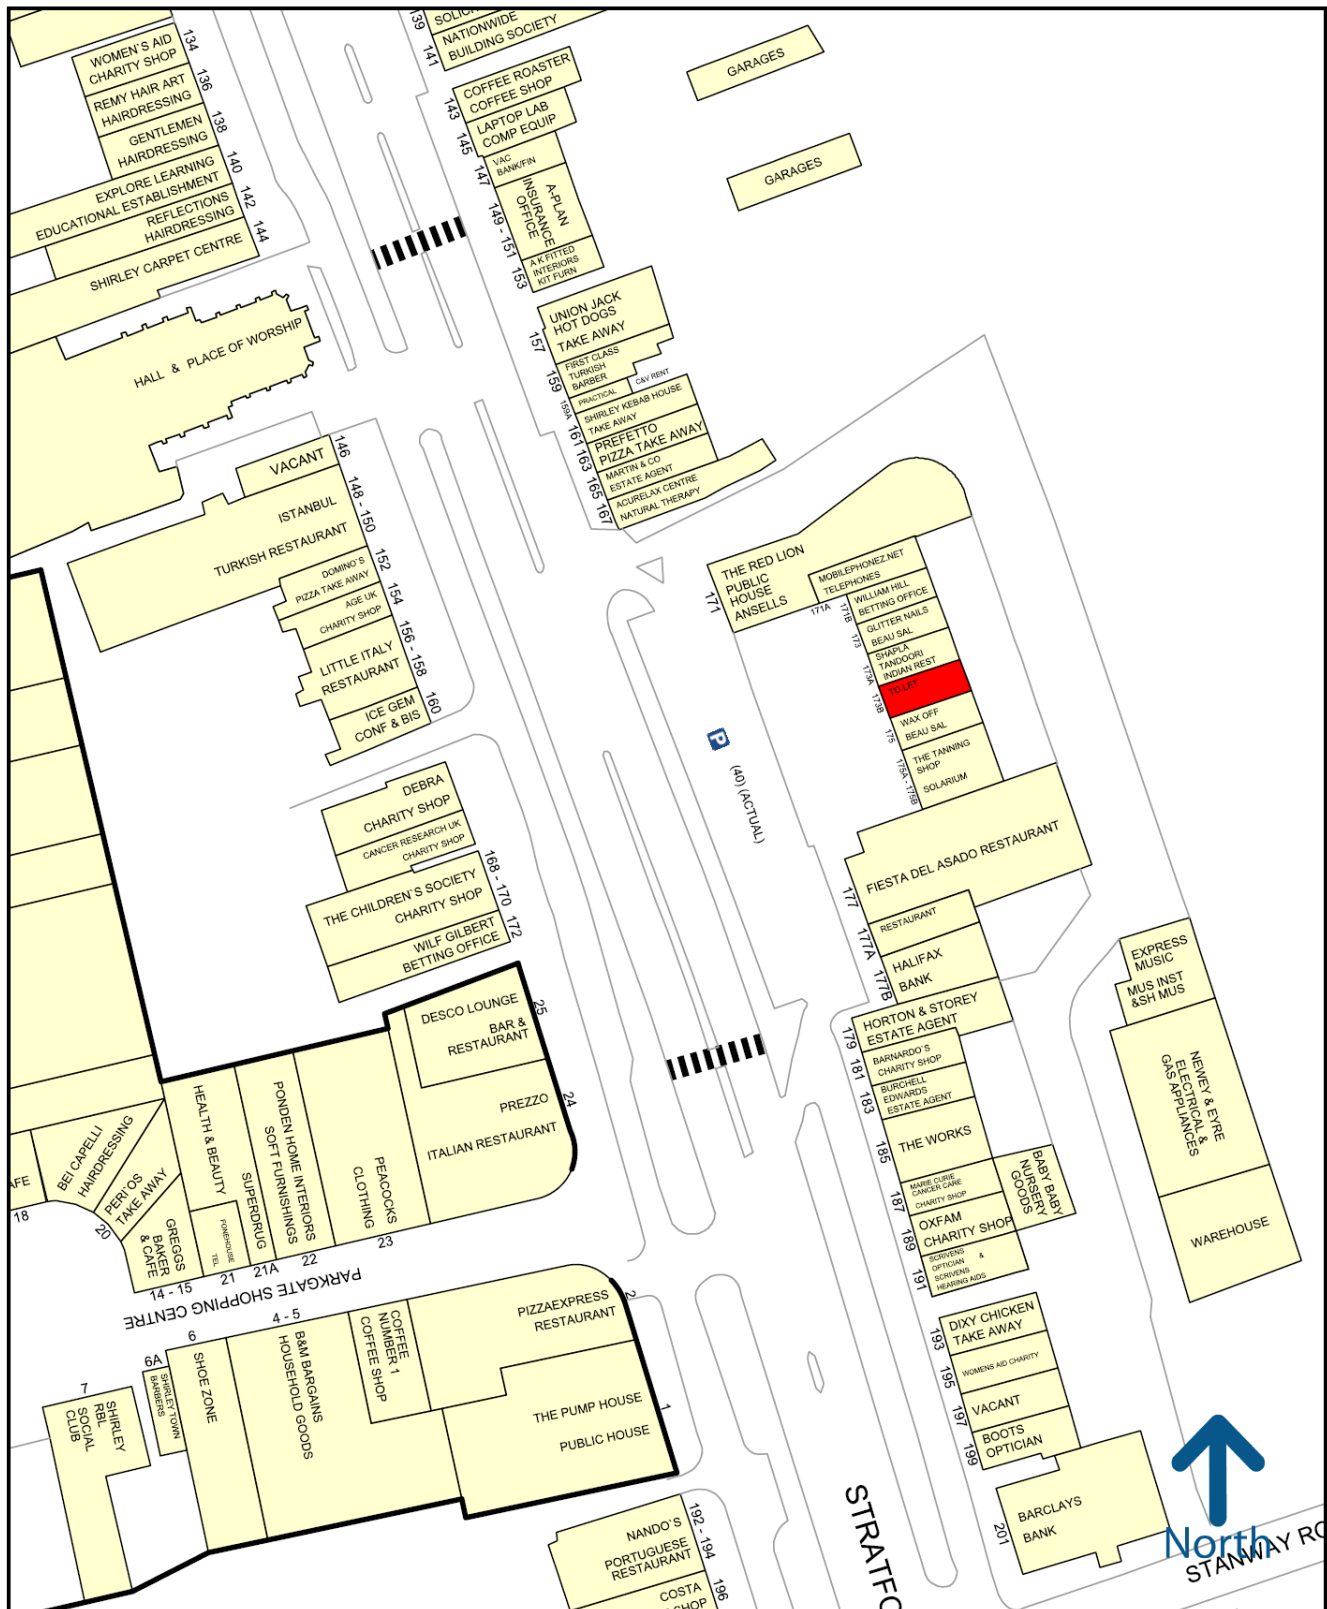 134
WOMEN`S AID
CHARITY SHOP
136
REMY HAIR ART
HAIRDRESSING
138
GENTLEMEN
HAIRDRESSING
140
EXPLORE LEARNING
EDUCATIONAL ESTABLISHMENT
142
REFLECTIONS
HAIRDRESSING
144
SHIRLEY CARPET CENTRE
HALL & PLACE OF WORSHIP
146
VACANT
148 - 150
ISTANBUL
TURKISH RESTAURANT
152
DOMINO`S
PIZZA TAKE AWAY
154
AGE UK
CHARITY SHOP
156 - 158
LITTLE ITALY
RESTAURANT
160
ICE GEM
CONF & BIS
DEBRA
CHARITY SHOP
CANCER RESEARCH UK
CHARITY SHOP
168 - 170
THE CHILDREN`S SOCIETY
CHARITY SHOP
172
WILF GILBERT
BETTING OFFICE
25
DESCO LOUNGE
BAR &
RESTAURANT
24
PREZZO
ITALIAN RESTAURANT
PEACOCKS
CLOTHING
23
PONDEN HOME INTERIORS
SOFT FURNISHINGS
22
HEALTH & BEAUTY
SUPERDRUG
21A
FONEHOUSE
TEL
21
GREGGS
BAKER
& CAFE
14 - 15
PERI`OS
TAKE AWAY
20
BEI CAPELLI
HAIRDRESSING
18
PARKGATE SHOPPING CENTRE
2
PIZZAEXPRESS
RESTAURANT
1
THE PUMP HOUSE
PUBLIC HOUSE
COFFEE
NUMBER 1
COFFEE SHOP
4 - 5
B&M BARGAINS
HOUSEHOLD GOODS
6
SHOE ZONE
6A
SHIRLEY TOWN
BARBERS
7
SHIRLEY
RBL
SOCIAL
CLUB
192 - 194
NANDO`S
PORTUGUESE
RESTAURANT
196
COSTA
139
141
NATIONWIDE
BUILDING SOCIETY
143
COFFEE ROASTER
COFFEE SHOP
145
LAPTOP LAB
COMP EQUIP
147
VAC
BANK/FIN
149 - 151
A-PLAN
INSURANCE
OFFICE
153
A K FITTED
INTERIORS
KIT FURN
157
UNION JACK
HOT DOGS
TAKE AWAY
159
FIRST CLASS
TURKISH
BARBER
159A
PRACTICAL
C&V RENT
161
SHIRLEY KEBAB HOUSE
TAKE AWAY
163
PREFETTO
PIZZA TAKE AWAY
165
MARTIN & CO
ESTATE AGENT
167
ACURELAX CENTRE
NATURAL THERAPY
GARAGES
GARAGES
171
THE RED LION
PUBLIC
HOUSE
ANSELLS
171A
MOBILEPHONEZ.NET
TELEPHONES
171B
WILLIAM HILL
BETTING OFFICE
173
GLITTER NAILS
BEAU SAL
173A
SHAPLA
TANDOORI
INDIAN REST
173B
TO LET
175
WAX OFF
BEAU SAL
175A - 175B
THE TANNING
SHOP
SOLARIUM
P
(40) (ACTUAL)
177
FIESTA DEL ASADO RESTAURANT
177A
RESTAURANT
177B
HALIFAX
BANK
179
HORTON & STOREY
ESTATE AGENT
181
BARNARDO`S
CHARITY SHOP
183
BURCHELL
EDWARDS
ESTATE AGENT
185
THE WORKS
187
MARIE CURIE
CANCER CARE
CHARITY SHOP
BABY BABY
NURSERY
GOODS
189
OXFAM
CHARITY SHOP
191
SCRIVENS &
OPTICIAN
SCRIVENS
HEARING AIDS
193
DIXY CHICKEN
TAKE AWAY
195
WOMENS AID CHARITY
197
VACANT
199
BOOTS
OPTICIAN
201
BARCLAYS
BANK
EXPRESS
MUSIC
MUS INST
&SH MUS
NEWEY & EYRE
ELECTRICAL &
GAS APPLIANCES
WAREHOUSE
North
STANWAY RO
STRATFO